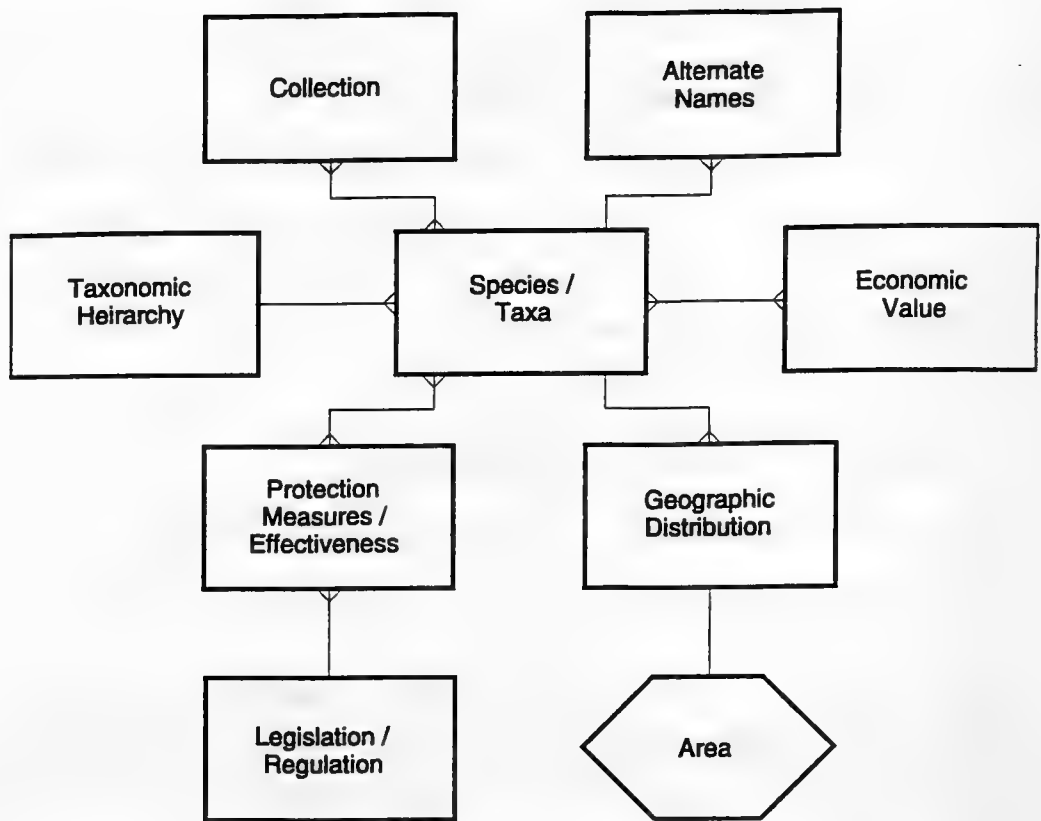 Collection
Alternate
Names
Taxonomic
Heirarchy
Species /
Taxa
Economic
Value
Protection
Measures /
Effectiveness
Geographic
Distribution
Legislation /
Regulation
Area